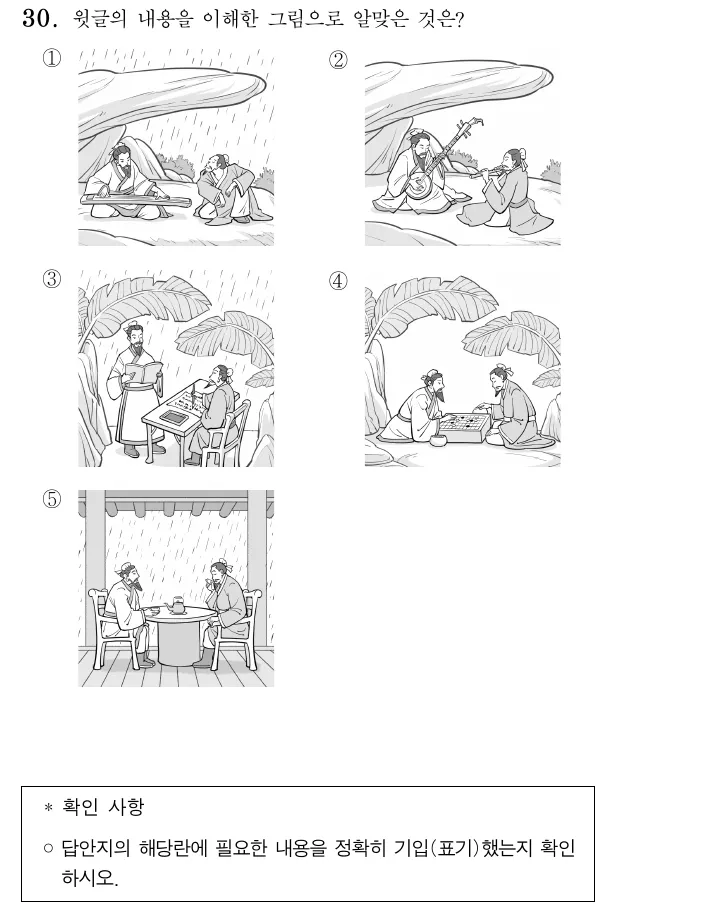 30. 윗글의 내용을 이해한 그림으로 알맞은 것은?
① ②
③ ④
⑤
* 확인 사항
○ 답안지의 해당란에 필요한 내용을 정확히 기입(표기)했는지 확인
하시오.